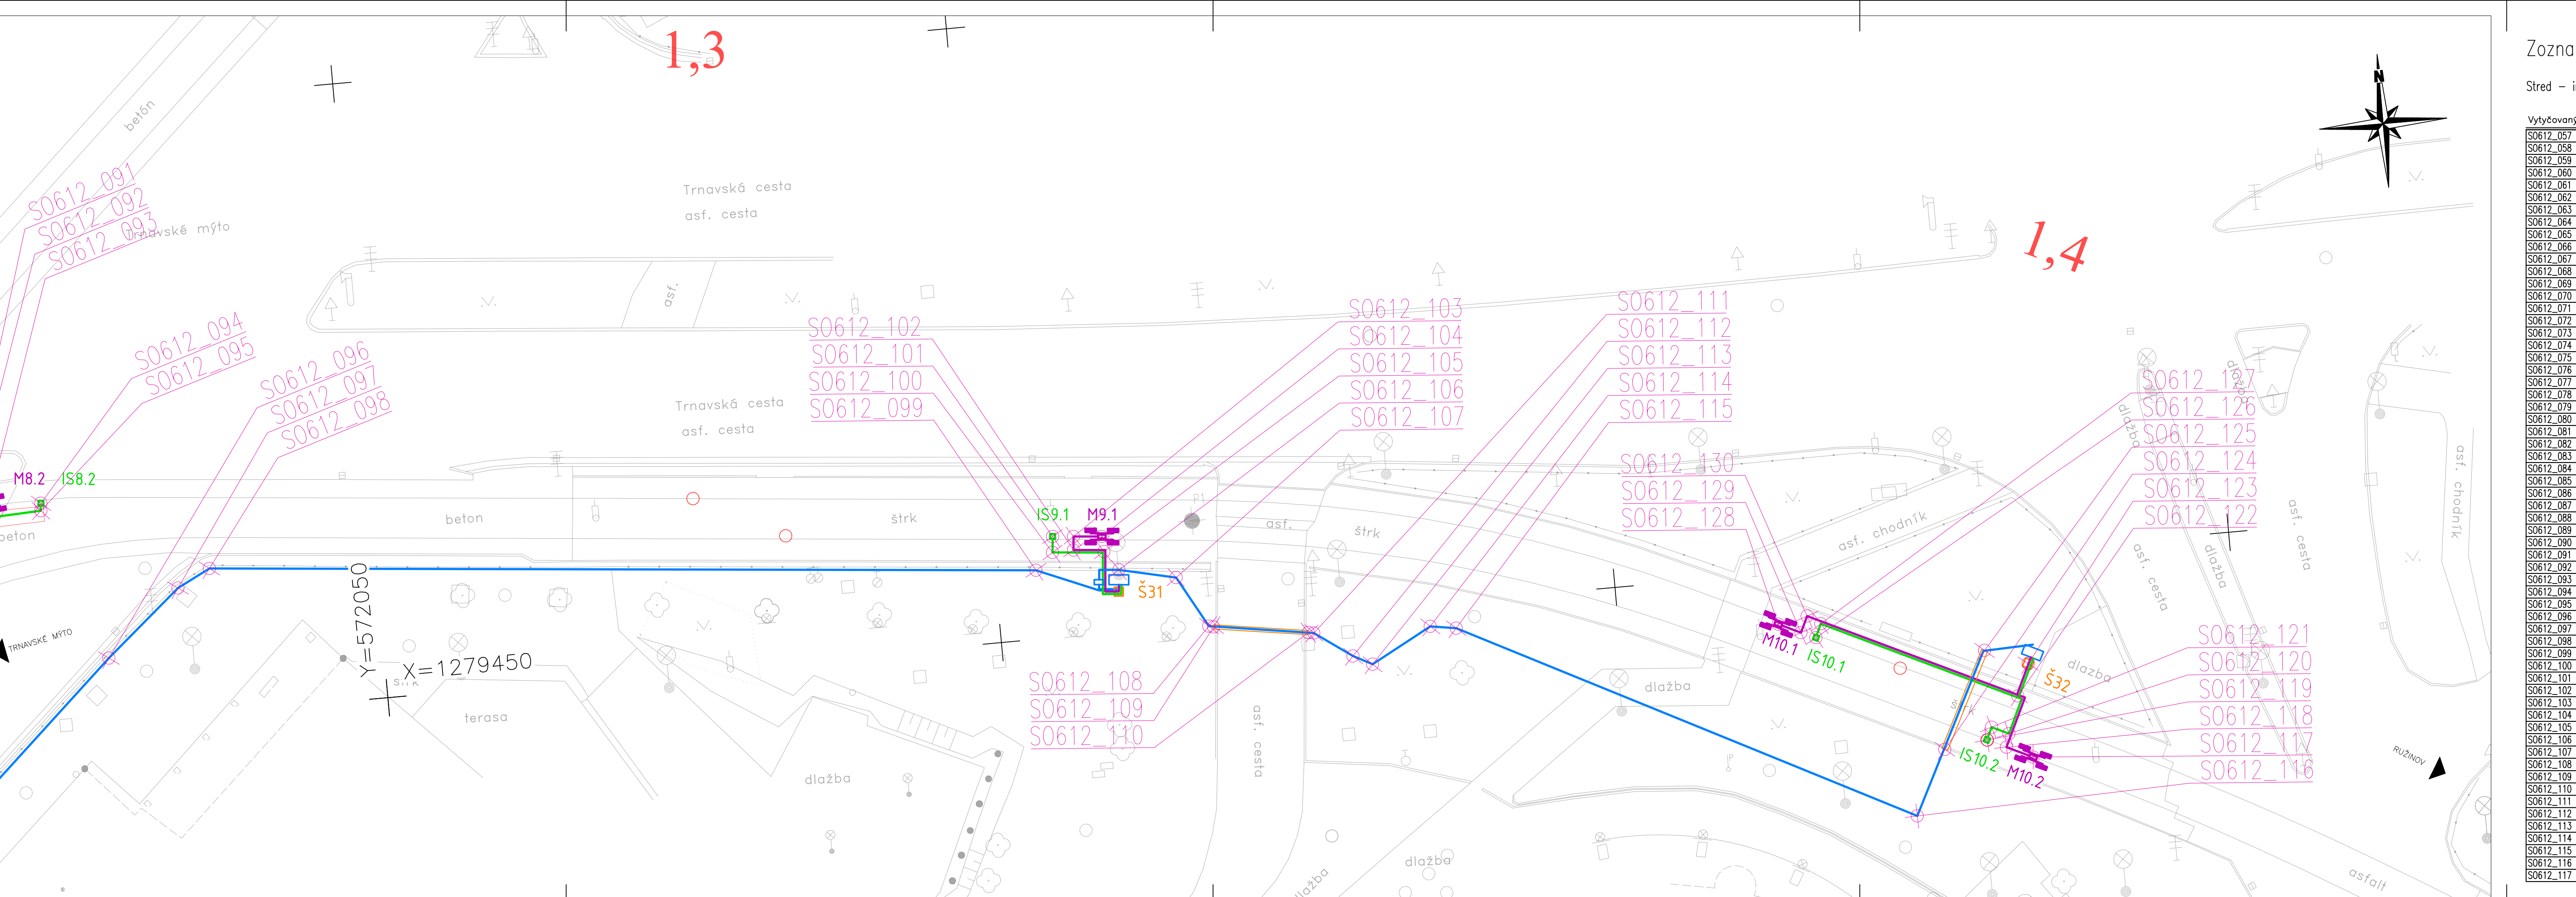 1,3
1,4
N
betón
Trnavská cesta
asf. cesta
S0612_091
S0612_092
S0612_093
Trnavské mýto
asf.
S0612_094
S0612_095
S0612_096
S0612_097
S0612_098
S0612_102
S0612_101
S0612_100
S0612_099
S0612_103
S0612_104
S0612_105
S0612_106
S0612_107
S0612_111
S0612_112
S0612_113
S0612_114
S0612_115
Trnavská cesta
asf. cesta
S0612_127
S0612_126
S0612_125
S0612_124
S0612_123
S0612_122
S0612_130
S0612_129
S0612_128
dlažba
dlažba
asf. chodník
asf. cesta
dlažba
asf. cesta
asf. chodník
M8.2
IS8.2
beton
beton
štrk
IS9.1
M9.1
P1
asf.
štrk
Š31
Y=572050
X=1279450
TRNAVSKÉ MÝTO
terasa
dlažba
S0612_108
S0612_109
S0612_110
asf. cesta
dlažba
M10.1
IS10.1
Š32
dlažba
IS10.2
M10.2
S0612_121
S0612_120
S0612_119
S0612_118
S0612_117
S0612_116
RUŽINOV
dlažba
dlažba
asfalt
Zozna
Stred – i
Vytyčovaný
S0612_057
S0612_058
S0612_059
S0612_060
S0612_061
S0612_062
S0612_063
S0612_064
S0612_065
S0612_066
S0612_067
S0612_068
S0612_069
S0612_070
S0612_071
S0612_072
S0612_073
S0612_074
S0612_075
S0612_076
S0612_077
S0612_078
S0612_079
S0612_080
S0612_081
S0612_082
S0612_083
S0612_084
S0612_085
S0612_086
S0612_087
S0612_088
S0612_089
S0612_090
S0612_091
S0612_092
S0612_093
S0612_094
S0612_095
S0612_096
S0612_097
S0612_098
S0612_099
S0612_100
S0612_101
S0612_102
S0612_103
S0612_104
S0612_105
S0612_106
S0612_107
S0612_108
S0612_109
S0612_110
S0612_111
S0612_112
S0612_113
S0612_114
S0612_115
S0612_116
S0612_117